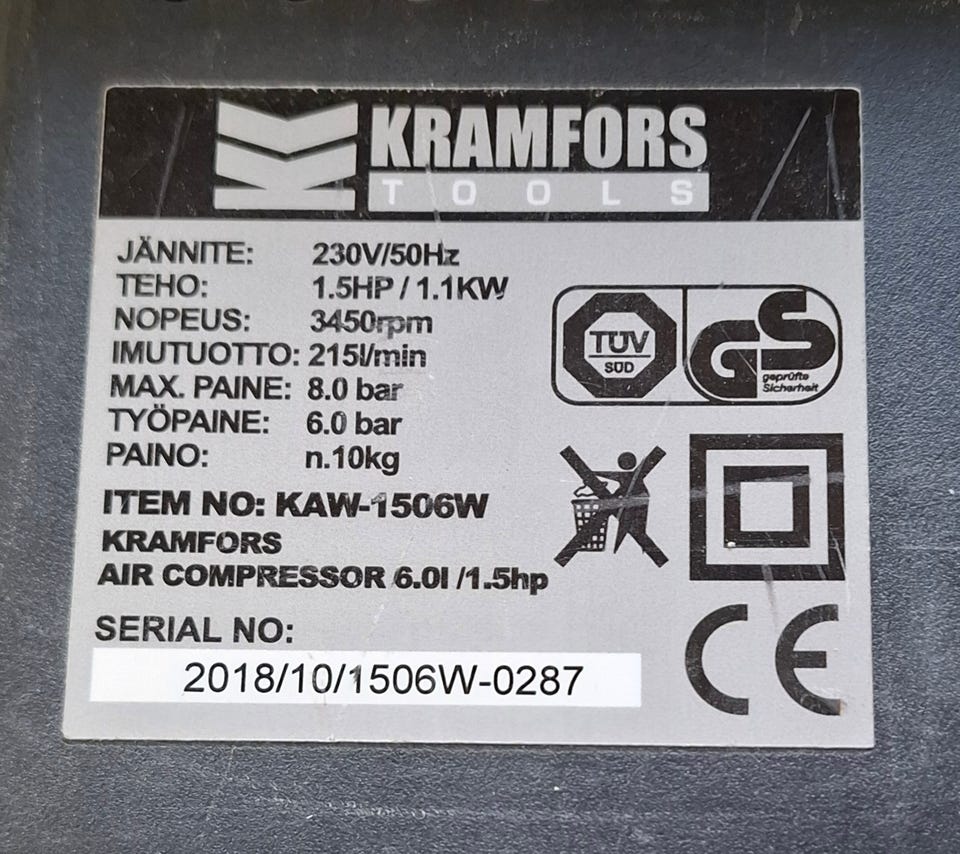 KRAMFORS
TOOLS
JÄNNITE: 230V/50Hz
TEHO: 1.5HP / 1.1KW
NOPEUS: 3450rpm
IMUTUOTTO: 215l/min
MAX. PAINE: 8.0 bar
TYÖPAINE: 6.0 bar
PAINO: n.10kg
TÜV
SÜD
GS
geprüfte
Sicherheit
ITEM NO: KAW-1506W
KRAMFORS
AIR COMPRESSOR 6.0l /1.5hp
SERIAL NO:
2018/10/1506W-0287
CE